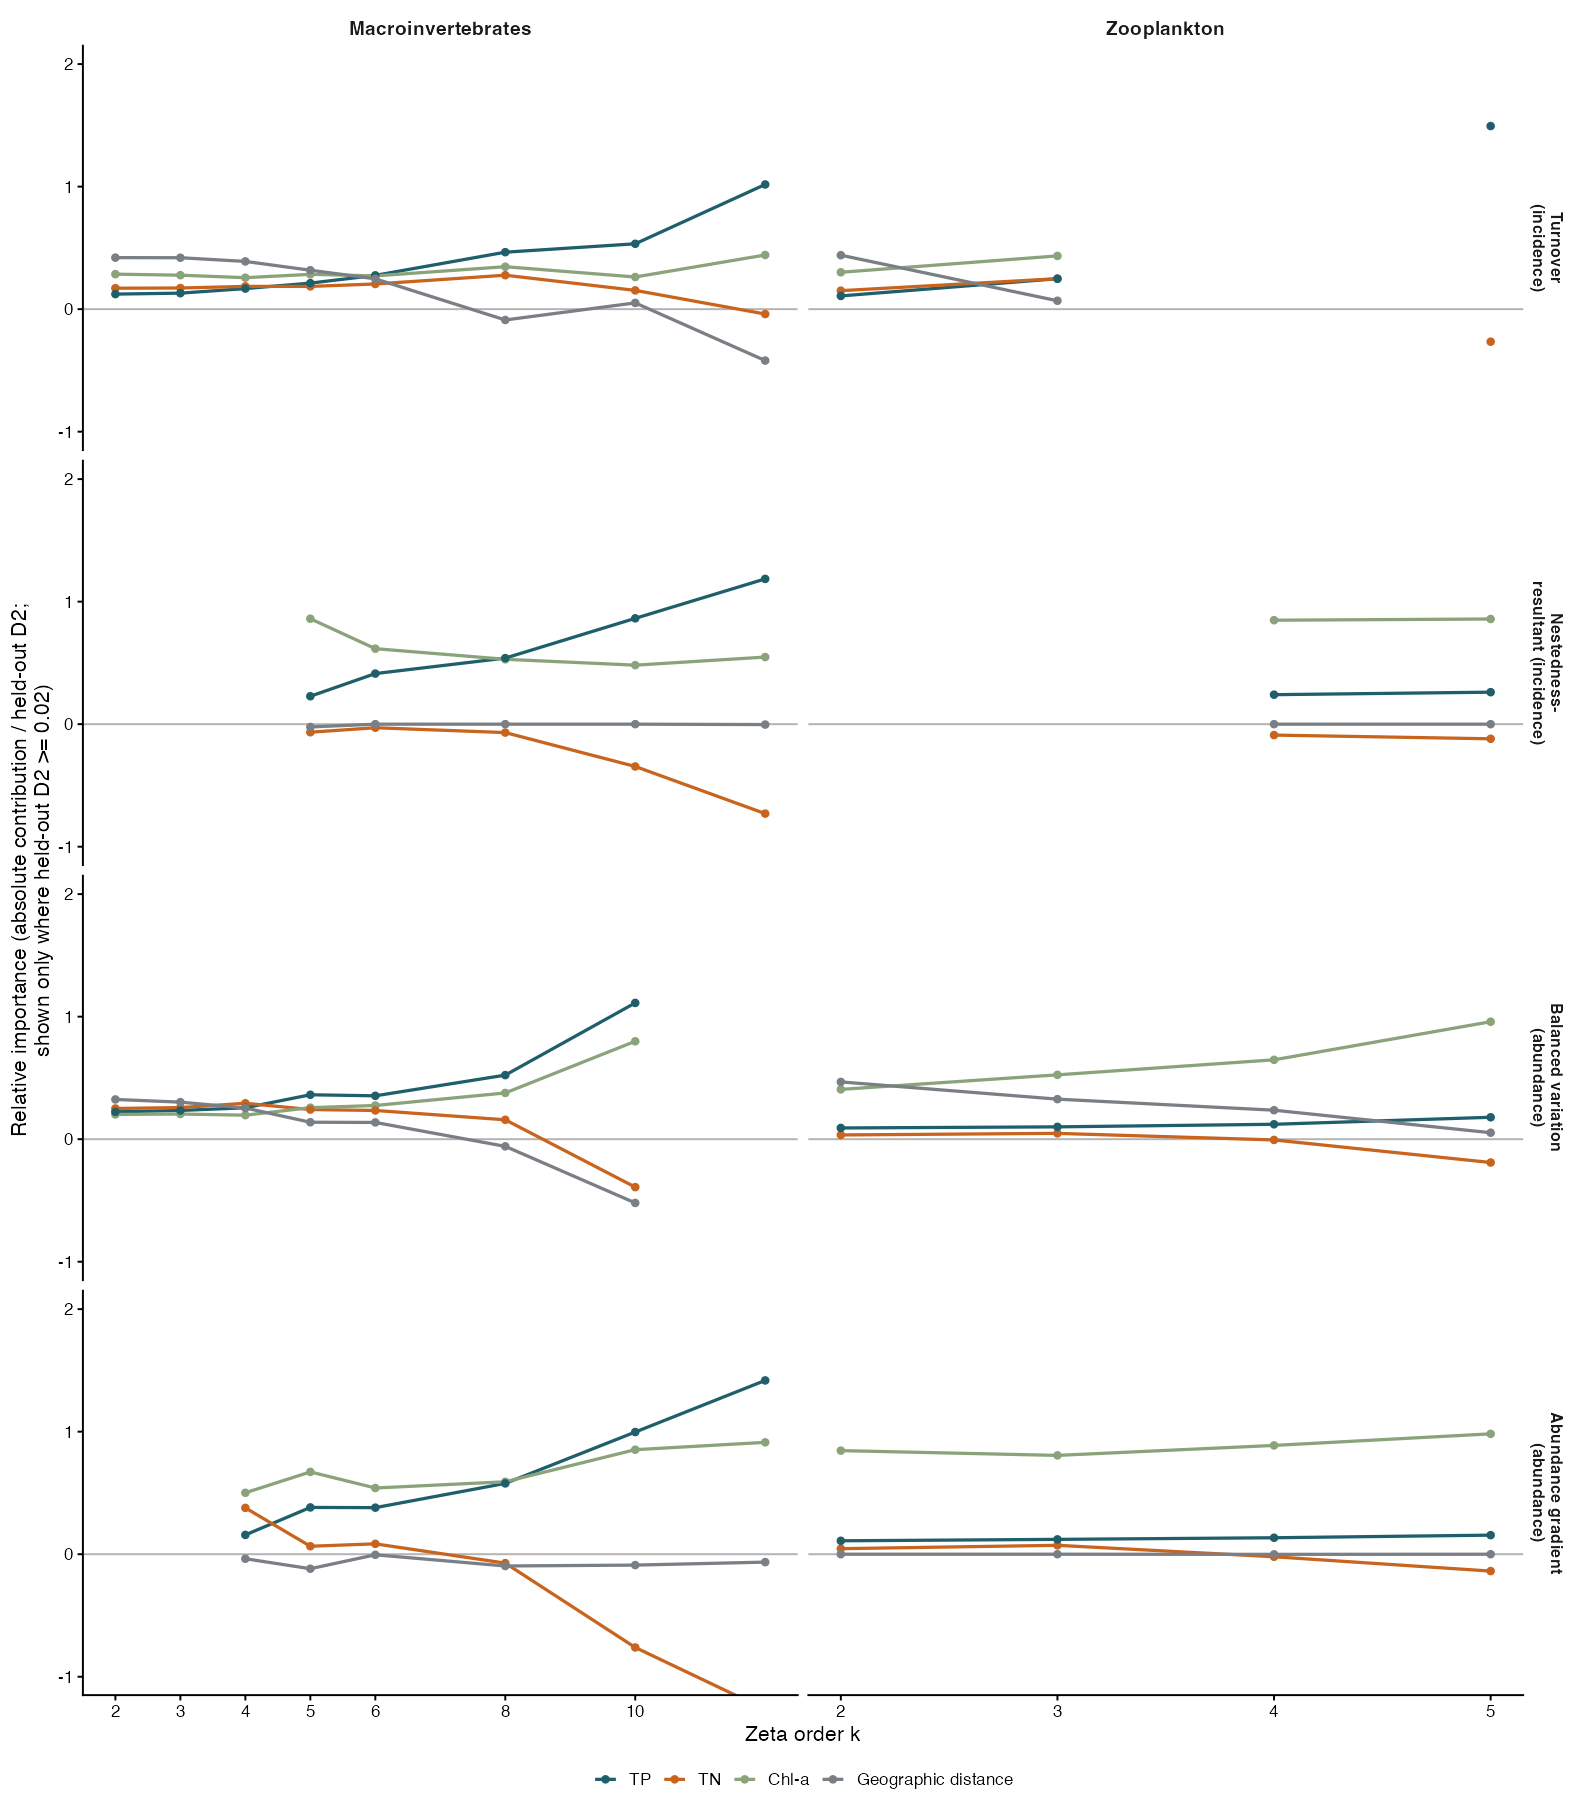 Macroinvertebrates
Zooplankton
2
1
0
-1
Turnover
(incidence)
2
1
0
-1
Nestedness-
resultant (incidence)
2
1
0
-1
Balanced variation
(abundance)
2
1
0
-1
Abundance gradient
(abundance)
Relative importance (absolute contribution / held-out D2;
shown only where held-out D2 >= 0.02)
2 3 4 5 6 8 10
2 3 4 5
Zeta order k
TP TN Chl-a Geographic distance